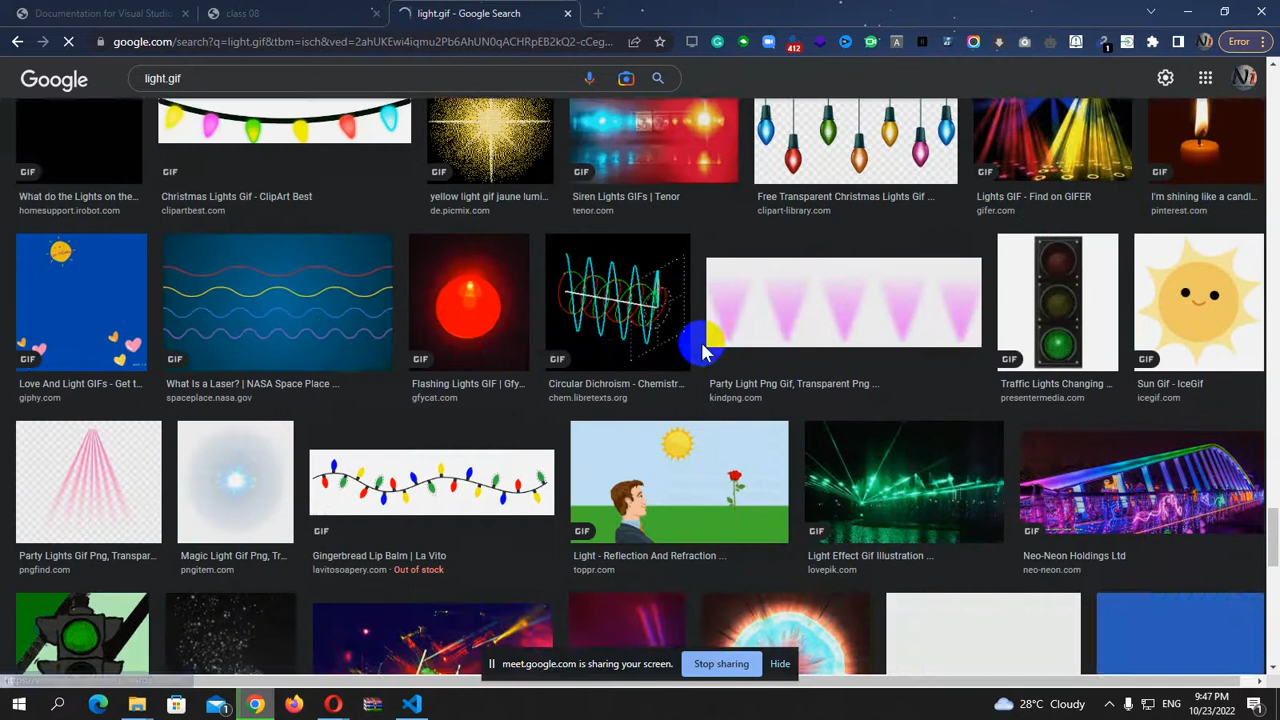 Documentation for Visual Studio
class 08
light.gif - Google Search
google.com/search?q=light.gif&tbm=isch&ved=2ahUKEwi4iqmu2Pb6AhUN0qACHRpEB2kQ2-cCeg...
412
1
Error
Google
light.gif
GIF
GIF
GIF
GIF
GIF
GIF
What do the Lights on the...
Christmas Lights Gif - ClipArt Best
yellow light gif jaune lumi...
Siren Lights GIFs | Tenor
Free Transparent Christmas Lights Gif ...
Lights GIF - Find on GIFER
I'm shining like a candl...
homesupport.irobot.com
clipartbest.com
de.picmix.com
tenor.com
clipart-library.com
gifer.com
pinterest.com
GIF
GIF
GIF
GIF
GIF
GIF
Love And Light GIFs - Get t...
What Is a Laser? | NASA Space Place ...
Flashing Lights GIF | Gfy...
Circular Dichroism - Chemistr...
Party Light Png Gif, Transparent Png ...
Traffic Lights Changing ...
Sun Gif - IceGif
giphy.com
spaceplace.nasa.gov
gfycat.com
chem.libretexts.org
kindpng.com
presentermedia.com
icegif.com
GIF
GIF
GIF
GIF
Party Lights Gif Png, Transpar...
Magic Light Gif Png, Tr...
Gingerbread Lip Balm | La Vito
Light - Reflection And Refraction ...
Light Effect Gif Illustration ...
Neo-Neon Holdings Ltd
pngfind.com
pngitem.com
lavitosoapery.com · Out of stock
toppr.com
lovepik.com
neo-neon.com
meet.google.com is sharing your screen.
Stop sharing
Hide
1
28°C Cloudy
ENG
9:47 PM
10/23/2022
1